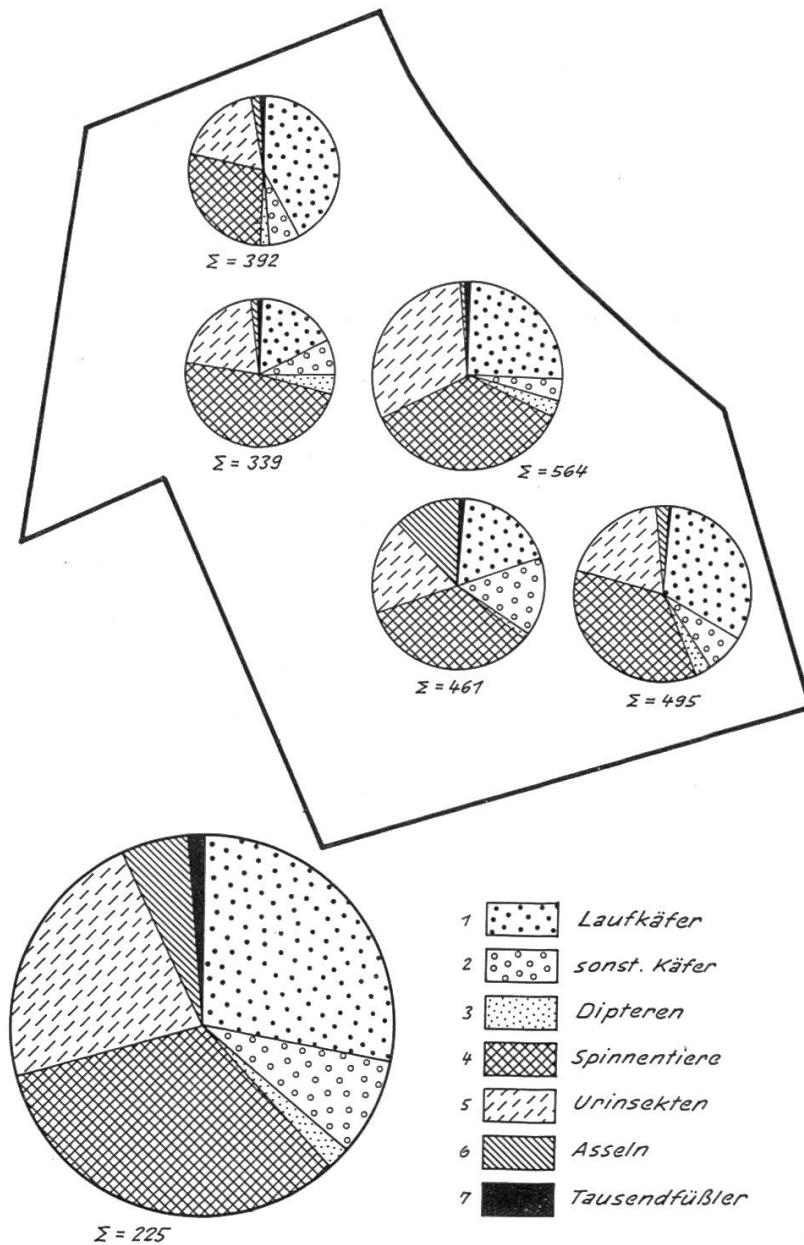 Σ = 392
Σ = 339
Σ = 564
Σ = 461
Σ = 495
1 Laufkäfer
2 sonst. Käfer
3 Dipteren
4 Spinnentiere
5 Urinsekten
6 Asseln
7 Tausendfüßler
Σ = 225